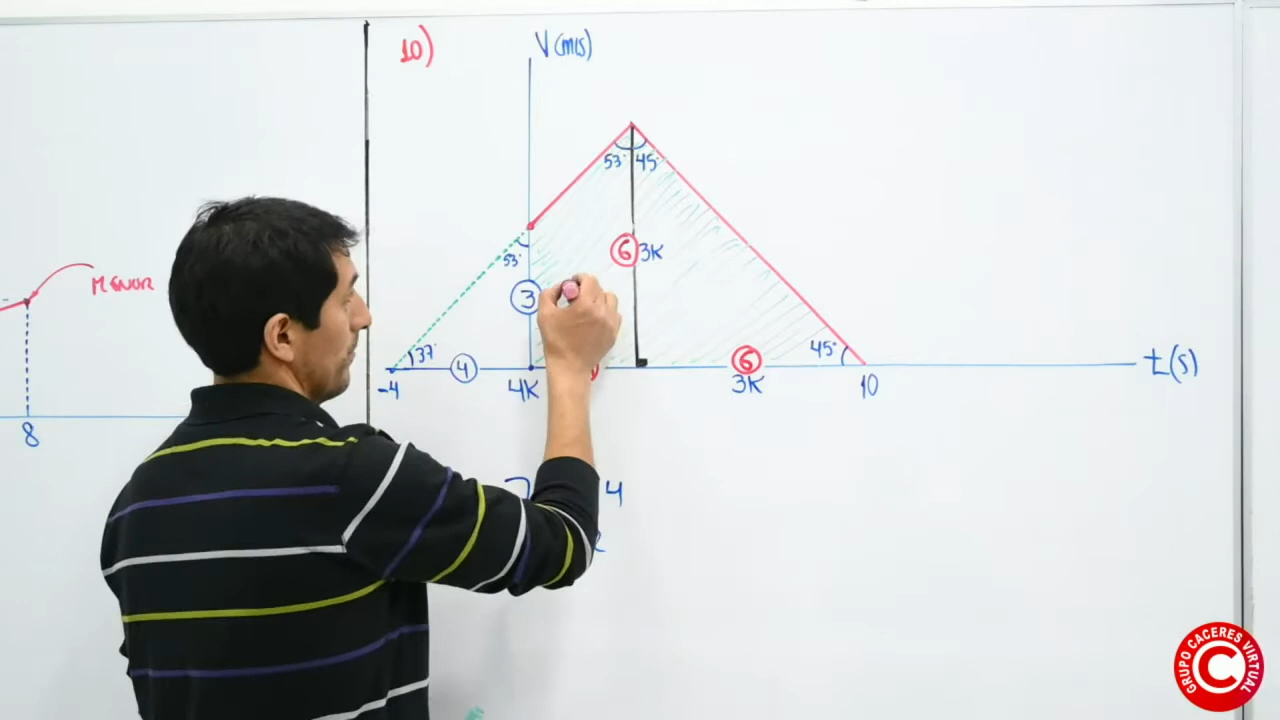 10)
V (m/s)
53° 45°
6 3K
53°
3
MENOR
37°
4
6
45°
t(s)
-4
4K
3K
10
8
7
4
GRUPO CACERES VIRTUAL
C